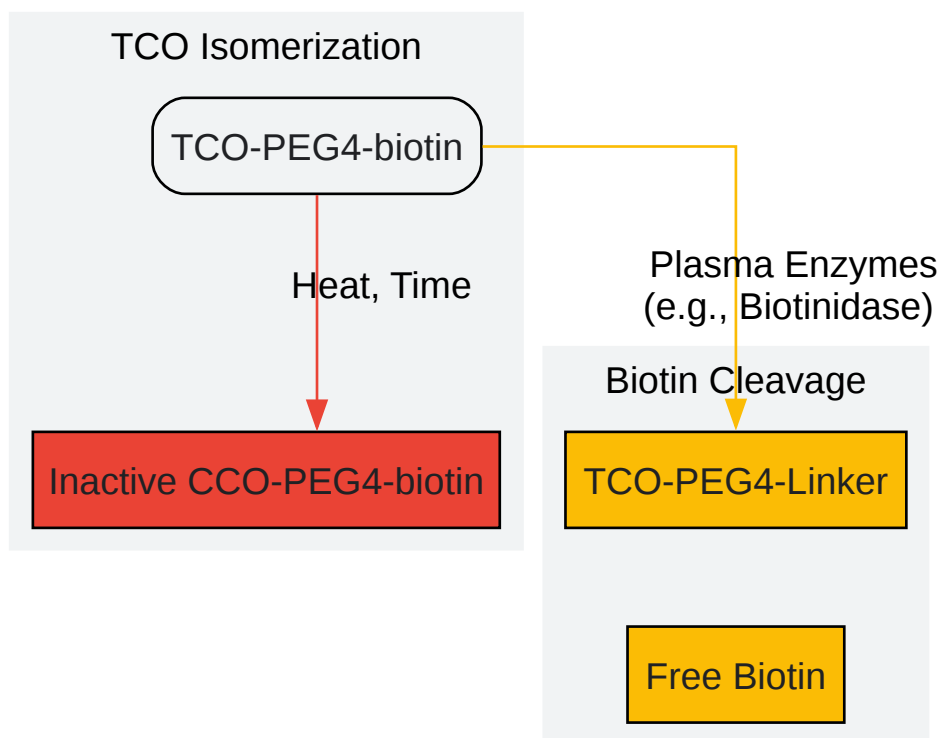 TCO Isomerization
TCO-PEG4-biotin
Heat, Time
Inactive CCO-PEG4-biotin
Plasma Enzymes
(e.g., Biotinidase)
Biotin Cleavage
TCO-PEG4-Linker
Free Biotin